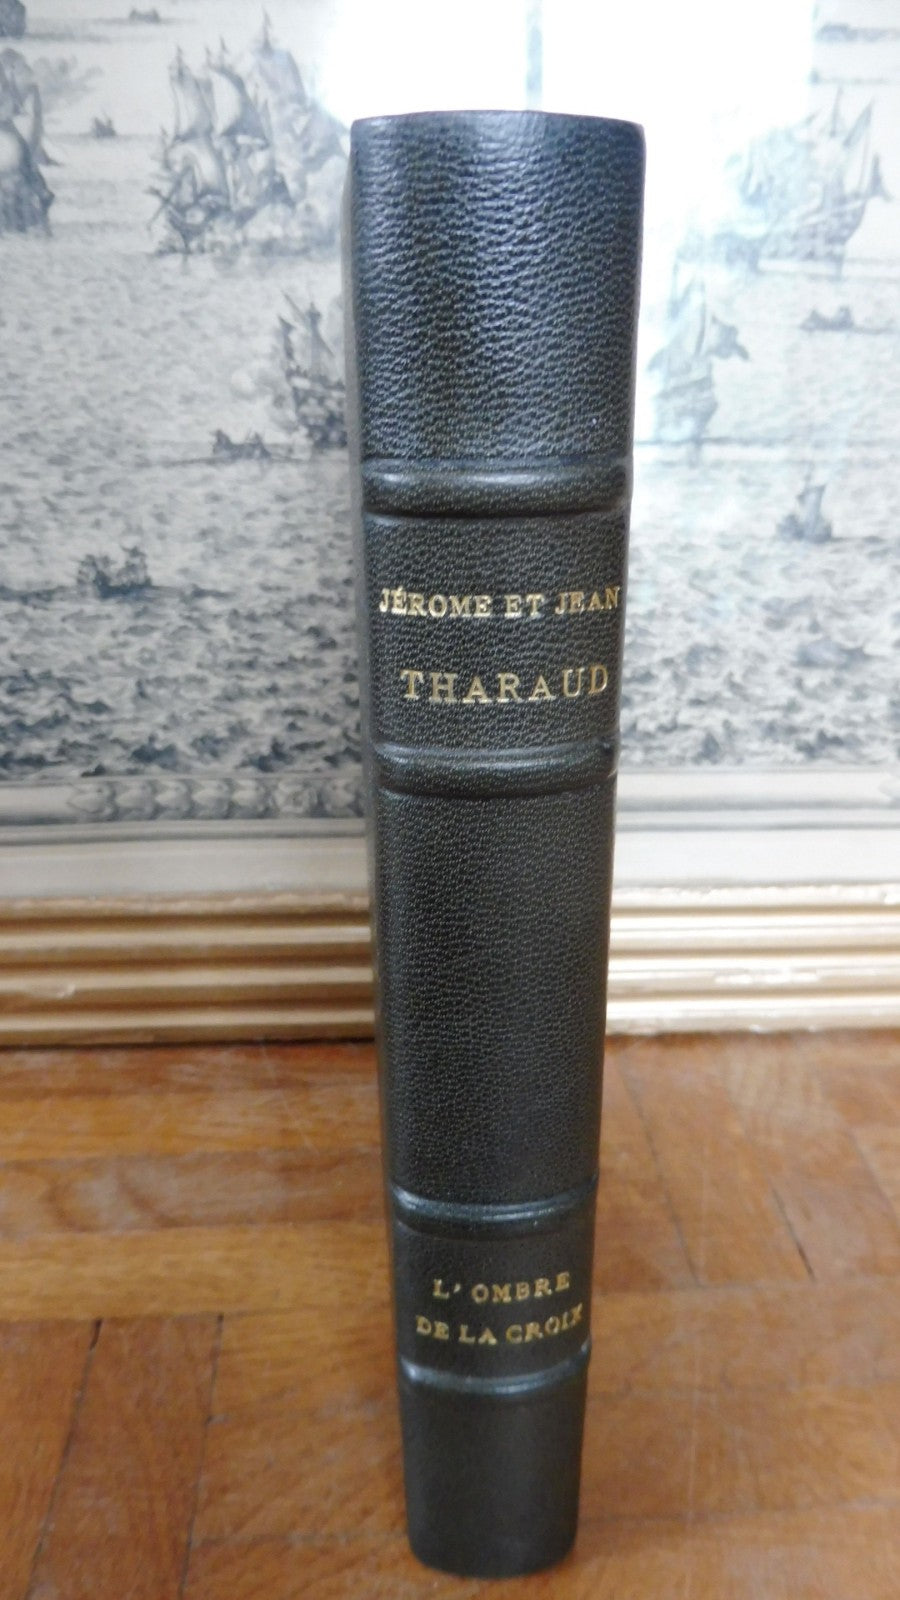 JÉROME ET JEAN
THARAUD
L'OMBRE
DE LA CROIX